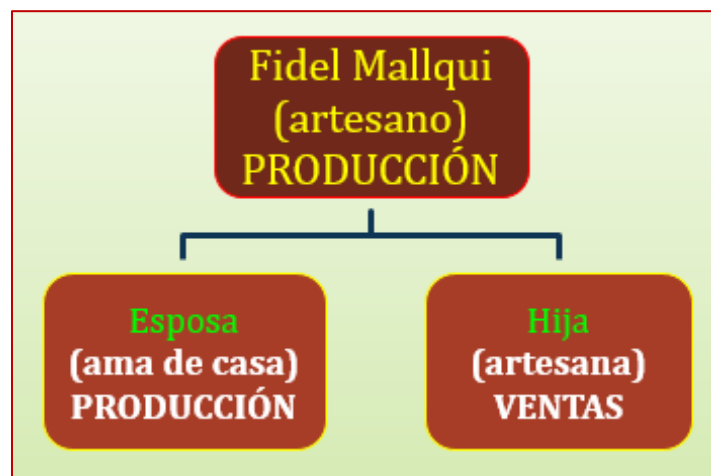 Fidel Mallqui
(artesano)
PRODUCCIÓN
Esposa
(ama de casa)
PRODUCCIÓN
Hija
(artesana)
VENTAS